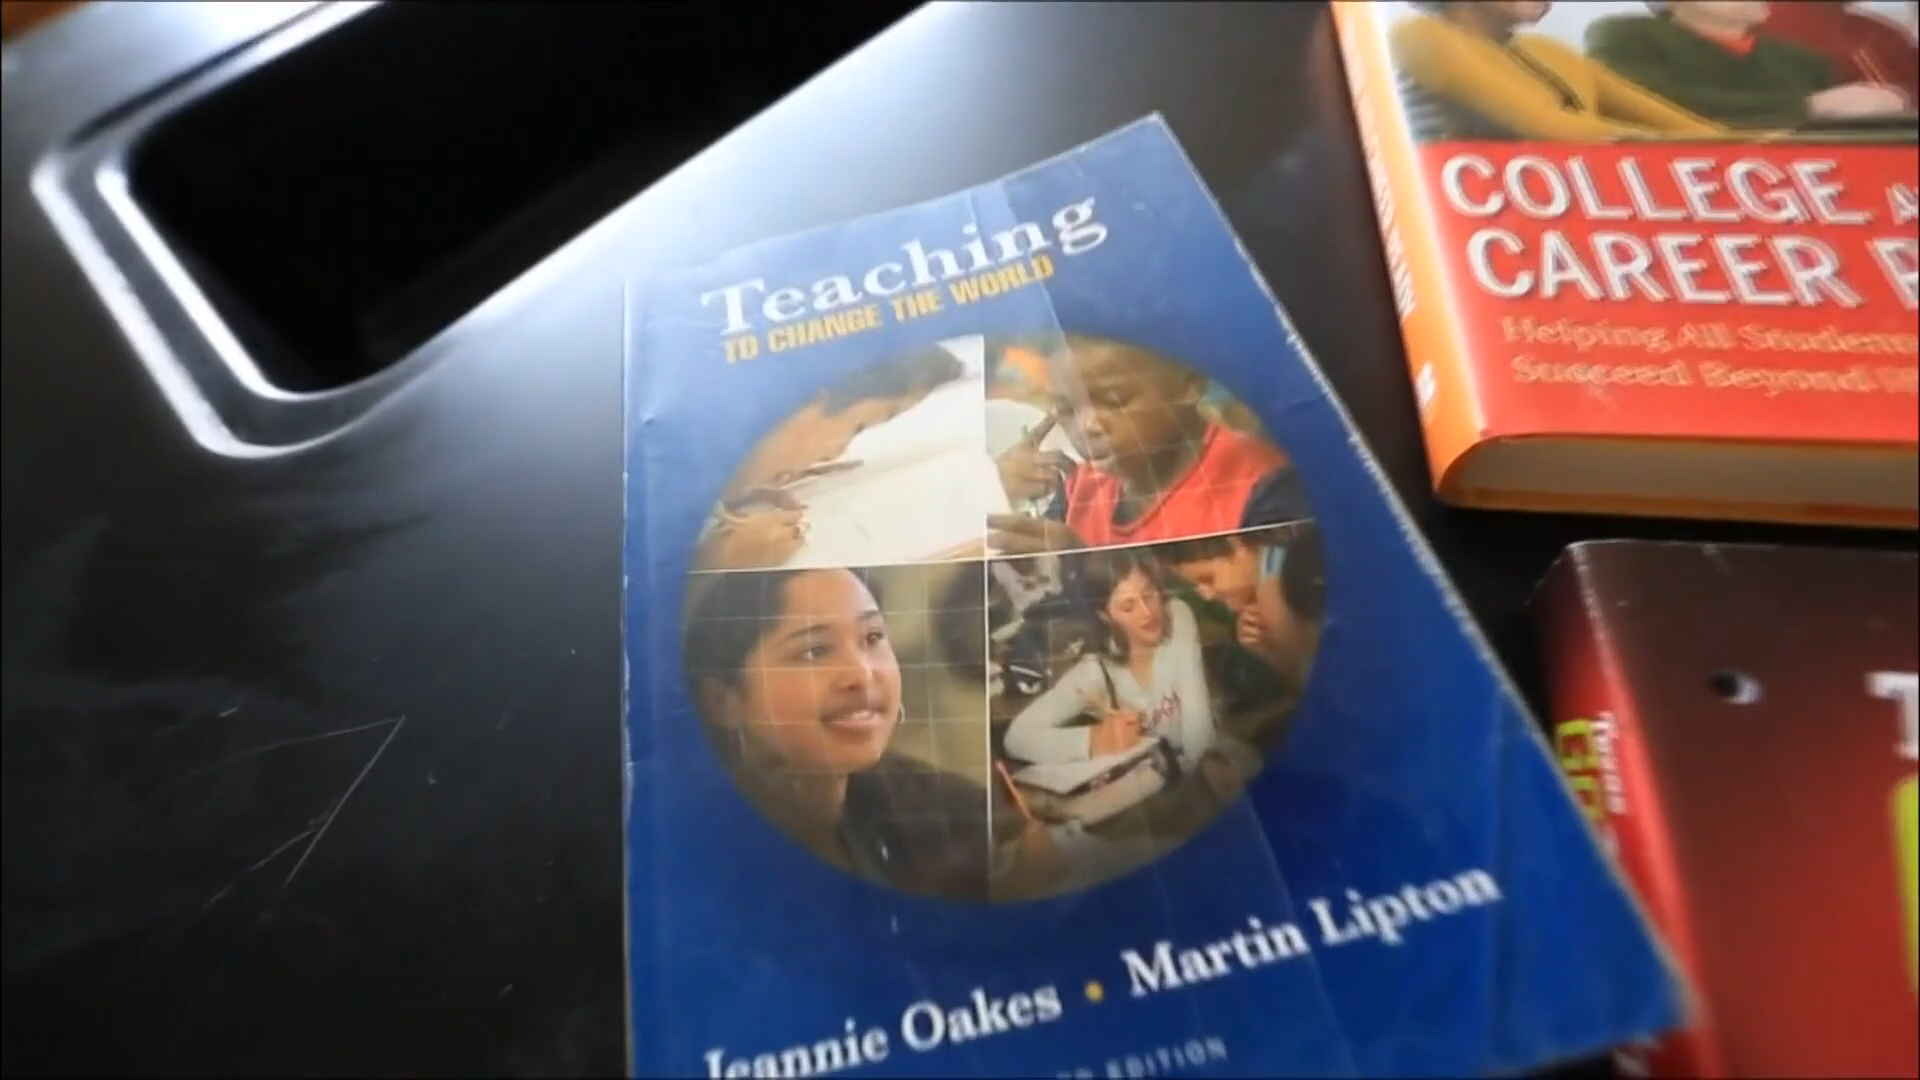 Teaching
TO CHANGE THE WORLD
Jeannie Oakes • Martin Lipton
EDITION
COLLEGE
CAREER
Helping All Students
Succeed Beyond